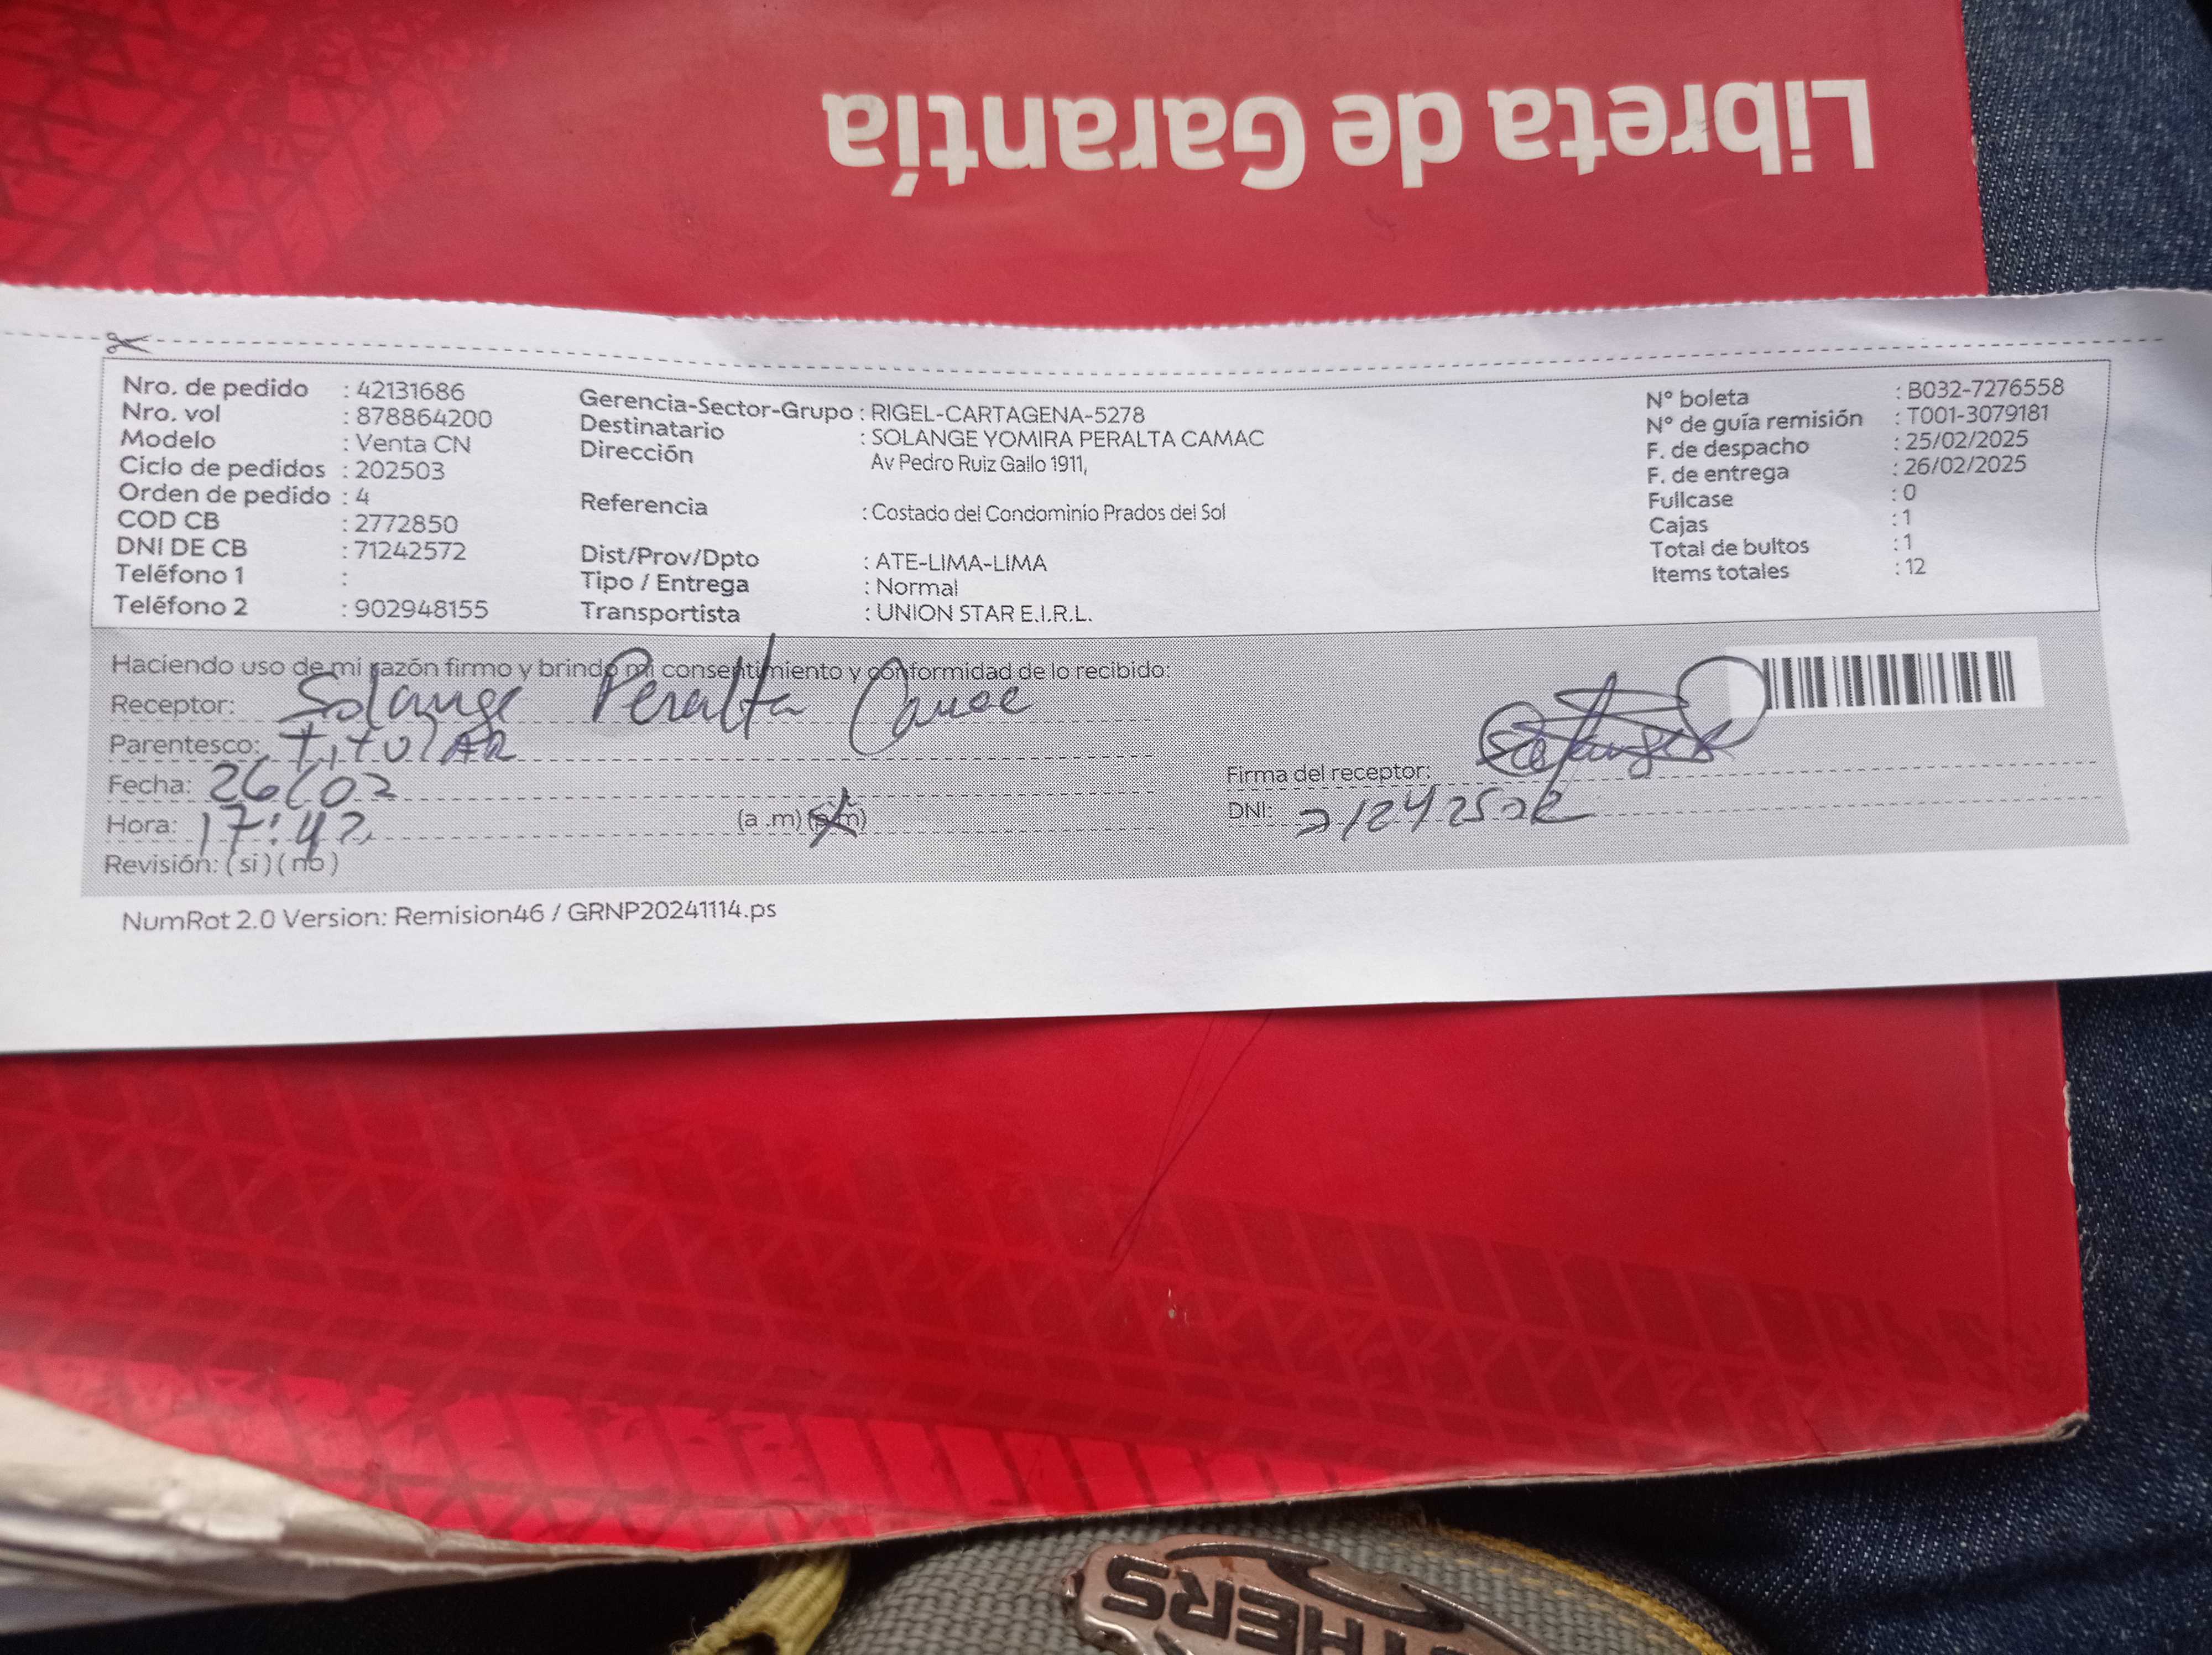 Libreta de Garantía
Nro. de pedido : 42131686
Nro. vol : 878864200
Modelo : Venta CN
Ciclo de pedidos : 202503
Orden de pedido : 4
COD CB : 2772850
DNI DE CB : 71242572
Teléfono 1 :
Teléfono 2 : 902948155
Gerencia-Sector-Grupo : RIGEL-CARTAGENA-5278
Destinatario : SOLANGE YOMIRA PERALTA CAMAC
Dirección Av Pedro Ruiz Gallo 1911,
Referencia : Costado del Condominio Prados del Sol
Dist/Prov/Dpto : ATE-LIMA-LIMA
Tipo / Entrega : Normal
Transportista : UNION STAR E.I.R.L.
N° boleta : B032-7276558
N° de guía remisión : T001-3079181
F. de despacho : 25/02/2025
F. de entrega : 26/02/2025
Fullcase : 0
Cajas : 1
Total de bultos : 1
Items totales : 12
Haciendo uso de mi razón firmo y brindo mi consentimiento y conformidad de lo recibido:
Receptor: Solange Peralta Camac
Parentesco: TITULAR
Fecha: 26/02
Hora: 17:42 (a .m) (p.m)
Revisión: ( si ) ( no )
Firma del receptor:
DNI: 71242572
NumRot 2.0 Version: Remision46 / GRNP20241114.ps
THERS